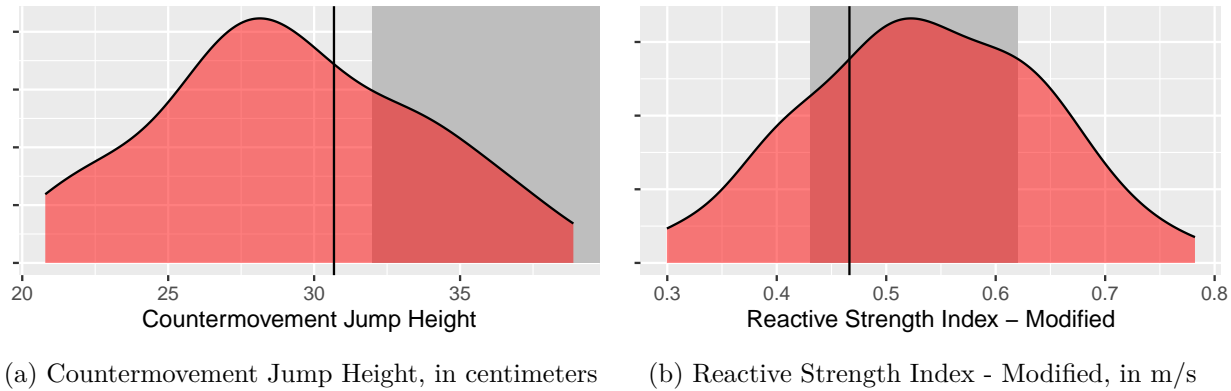 20 25 30 35
Countermovement Jump Height
0.3 0.4 0.5 0.6 0.7 0.8
Reactive Strength Index – Modified
(a) Countermovement Jump Height, in centimeters
(b) Reactive Strength Index - Modified, in m/s